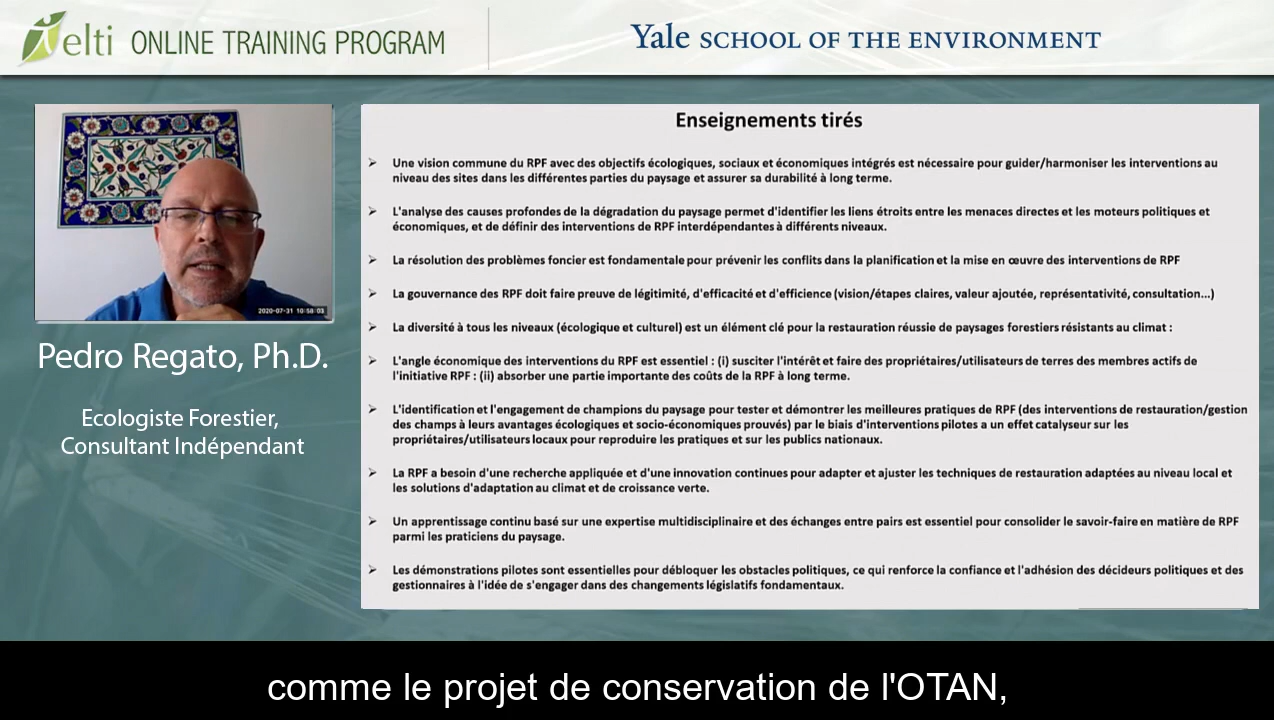 elti ONLINE TRAINING PROGRAM
Yale SCHOOL OF THE ENVIRONMENT
2020-07-31 10:58:03
Pedro Regato, Ph.D.
Ecologiste Forestier,
Consultant Indépendant
Enseignements tirés
➢ Une vision commune du RPF avec des objectifs écologiques, sociaux et économiques intégrés est nécessaire pour guider/harmoniser les interventions au
niveau des sites dans les différentes parties du paysage et assurer sa durabilité à long terme.
➢ L'analyse des causes profondes de la dégradation du paysage permet d'identifier les liens étroits entre les menaces directes et les moteurs politiques et
économiques, et de définir des interventions de RPF interdépendantes à différents niveaux.
➢ La résolution des problèmes foncier est fondamentale pour prévenir les conflits dans la planification et la mise en œuvre des interventions de RPF
➢ La gouvernance des RPF doit faire preuve de légitimité, d'efficacité et d'efficience (vision/étapes claires, valeur ajoutée, représentativité, consultation...)
➢ La diversité à tous les niveaux (écologique et culturel) est un élément clé pour la restauration réussie de paysages forestiers résistants au climat :
➢ L'angle économique des interventions du RPF est essentiel : (i) susciter l'intérêt et faire des propriétaires/utilisateurs de terres des membres actifs de
l'initiative RPF : (ii) absorber une partie importante des coûts de la RPF à long terme.
➢ L'identification et l'engagement de champions du paysage pour tester et démontrer les meilleures pratiques de RPF (des interventions de restauration/gestion
des champs à leurs avantages écologiques et socio-économiques prouvés) par le biais d'interventions pilotes a un effet catalyseur sur les
propriétaires/utilisateurs locaux pour reproduire les pratiques et sur les publics nationaux.
➢ La RPF a besoin d'une recherche appliquée et d'une innovation continues pour adapter et ajuster les techniques de restauration adaptées au niveau local et
les solutions d'adaptation au climat et de croissance verte.
➢ Un apprentissage continu basé sur une expertise multidisciplinaire et des échanges entre pairs est essentiel pour consolider le savoir-faire en matière de RPF
parmi les praticiens du paysage.
➢ Les démonstrations pilotes sont essentielles pour débloquer les obstacles politiques, ce qui renforce la confiance et l'adhésion des décideurs politiques et des
gestionnaires à l'idée de s'engager dans des changements législatifs fondamentaux.
comme le projet de conservation de l'OTAN,